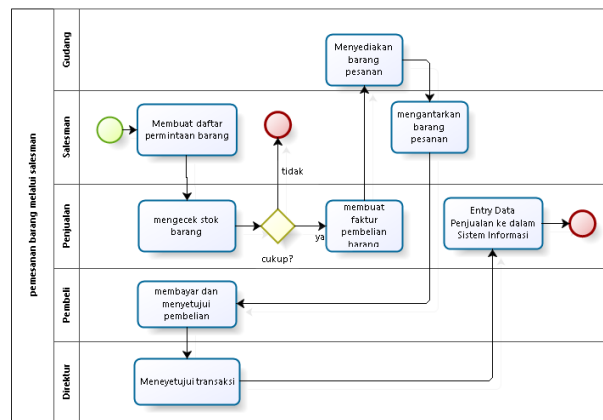 pemesanan barang melalui salesman
Gudang
Menyediakan
barang
pesanan
Salesman
Membuat daftar
permintaan barang
mengantarkan
barang
pesanan
tidak
Penjualan
mengecek stok
barang
cukup?
ya
membuat
faktur
pembelian
barang
Entry Data
Penjualan ke dalam
Sistem Informasi
Pembeli
membayar dan
menyetujui
pembelian
Direktur
Meneyetujui transaksi